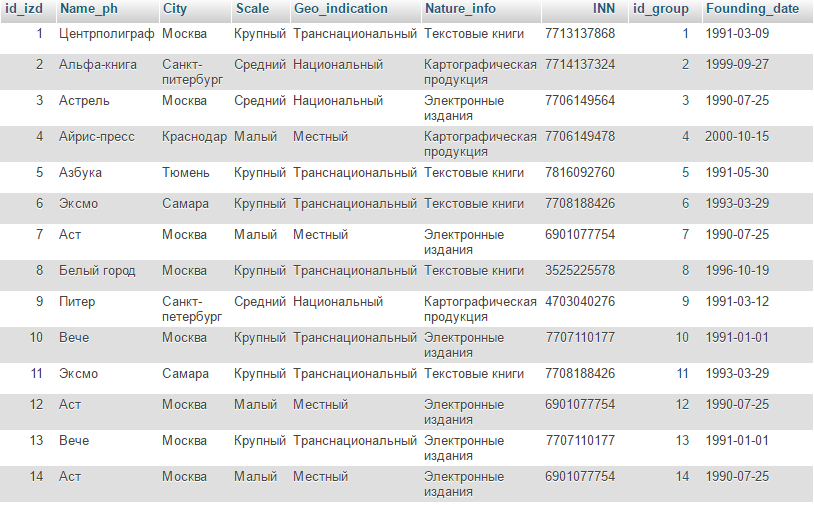 id_izd Name_ph City Scale Geo_indication Nature_info INN id_group Founding_date
1 Центрполиграф Москва Крупный Транснациональный Текстовые книги 7713137868 1 1991-03-09
2 Альфа-книга Санкт-питербург Средний Национальный Картографическая продукция 7714137324 2 1999-09-27
3 Астрель Москва Средний Национальный Электронные издания 7706149564 3 1990-07-25
4 Айрис-пресс Краснодар Малый Местный Картографическая продукция 7706149478 4 2000-10-15
5 Азбука Тюмень Крупный Транснациональный Текстовые книги 7816092760 5 1991-05-30
6 Эксмо Самара Крупный Транснациональный Текстовые книги 7708188426 6 1993-03-29
7 Аст Москва Малый Местный Электронные издания 6901077754 7 1990-07-25
8 Белый город Москва Крупный Транснациональный Текстовые книги 3525225578 8 1996-10-19
9 Питер Санкт-петербург Средний Национальный Картографическая продукция 4703040276 9 1991-03-12
10 Вече Москва Крупный Транснациональный Электронные издания 7707110177 10 1991-01-01
11 Эксмо Самара Крупный Транснациональный Текстовые книги 7708188426 11 1993-03-29
12 Аст Москва Малый Местный Электронные издания 6901077754 12 1990-07-25
13 Вече Москва Крупный Транснациональный Электронные издания 7707110177 13 1991-01-01
14 Аст Москва Малый Местный Электронные издания 6901077754 14 1990-07-25